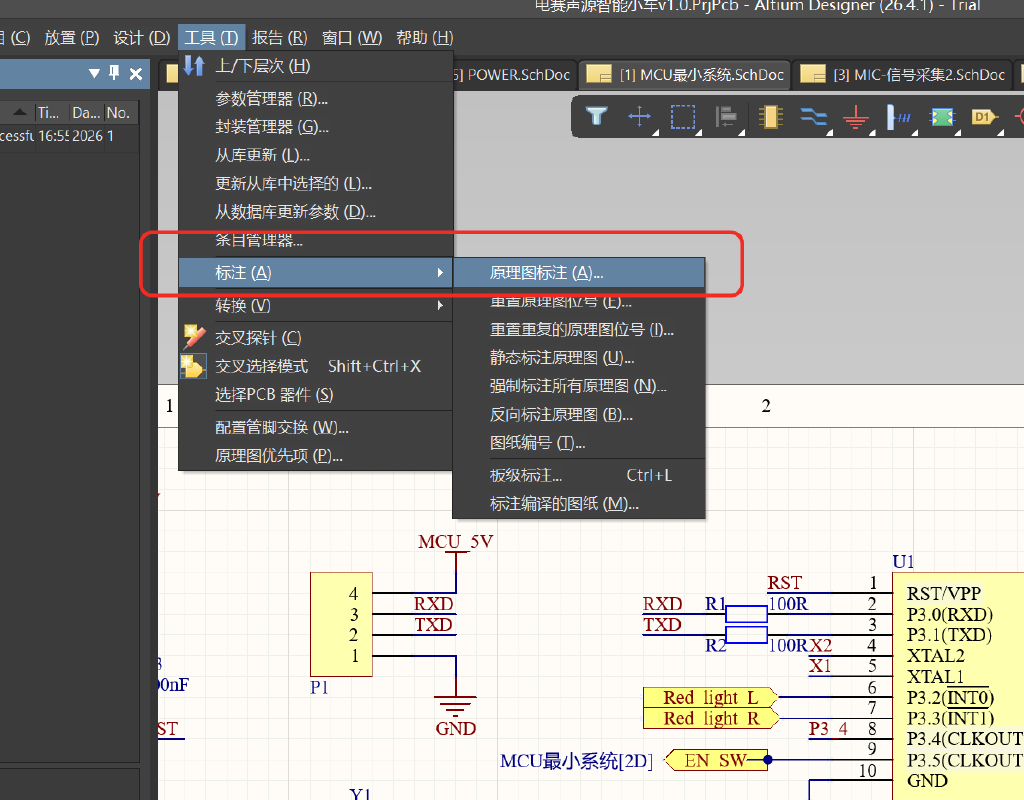 电赛声源智能小车v1.0.PrjPcb - Altium Designer (26.4.1) - Trial
(C) 放置 (P) 设计 (D) 工具 (T) 报告 (R) 窗口 (W) 帮助 (H)
上/下层次 (H)
POWER.SchDoc [1] MCU最小系统.SchDoc [3] MIC-信号采集2.SchDoc
Ti... Da... No.
16:55 2026 1
D1
参数管理器 (R)...
封装管理器 (G)...
从库更新 (L)...
更新从库中选择的 (L)...
从数据库更新参数 (D)...
条目管理器...
标注 (A)
转换 (V)
交叉探针 (C)
交叉选择模式 Shift+Ctrl+X
选择PCB 器件 (S)
配置管脚交换 (W)...
原理图优先项 (P)...
原理图标注 (A)...
重置原理图位号 (E)...
重置重复的原理图位号 (I)...
静态标注原理图 (U)...
强制标注所有原理图 (N)...
反向标注原理图 (B)...
图纸编号 (T)...
板级标注... Ctrl+L
标注编译的图纸 (M)...
1 2
MCU_5V
4
3 RXD
2 TXD
1
P1
GND
00nF
ST
Y1
U1
RST 1 RST/VPP
RXD R1 100R 2 P3.0(RXD)
TXD 3 P3.1(TXD)
R2 100R X2 4 XTAL2
X1 5 XTAL1
Red_light_L 6 P3.2(INT0)
Red_light_R 7 P3.3(INT1)
P3_4 8 P3.4(CLKOUT
MCU最小系统[2D] EN_SW 9 P3.5(CLKOUT
10 GND